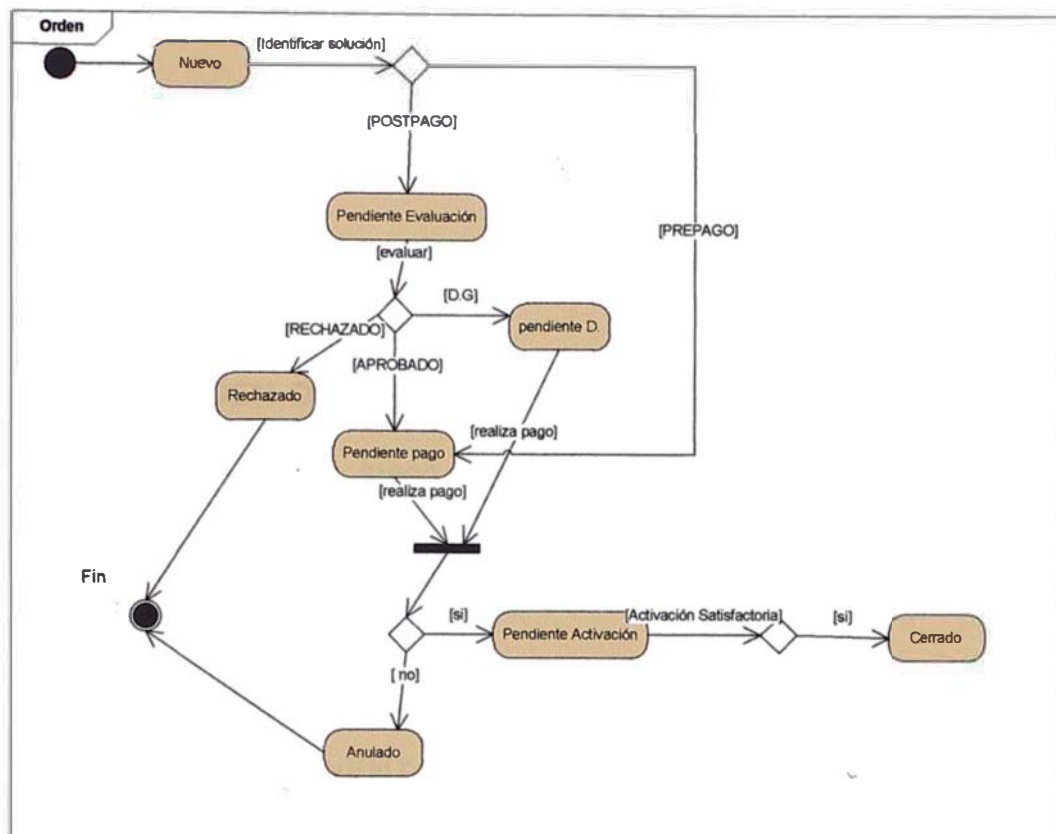 Orden
[Identificar solución]
Nuevo
[POSTPAGO]
Pendiente Evaluación
[PREPAGO]
[evaluar]
[D.G]
pendiente D.
[RECHAZADO]
[APROBADO]
Rechazado
[realiza pago]
Pendiente pago
[realiza pago]
Fin
[si]
[Activación Satisfactoria]
[si]
Pendiente Activación
Cerrado
[ no]
Anulado